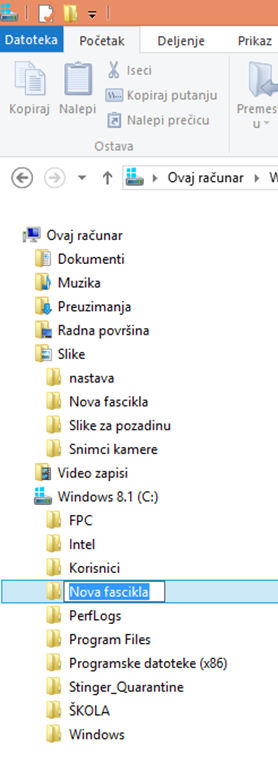 Datoteka Početak Deljenje Prikaz
Kopiraj Nalepi
Iseci
Kopiraj putanju
Nalepi prečicu
Premest
u
Ostava
Ovaj računar
Ovaj računar
Dokumenti
Muzika
Preuzimanja
Radna površina
Slike
nastava
Nova fascikla
Slike za pozadinu
Snimci kamere
Video zapisi
Windows 8.1 (C:)
FPC
Intel
Korisnici
Nova fascikla
PerfLogs
Program Files
Programske datoteke (x86)
Stinger_Quarantine
ŠKOLA
Windows